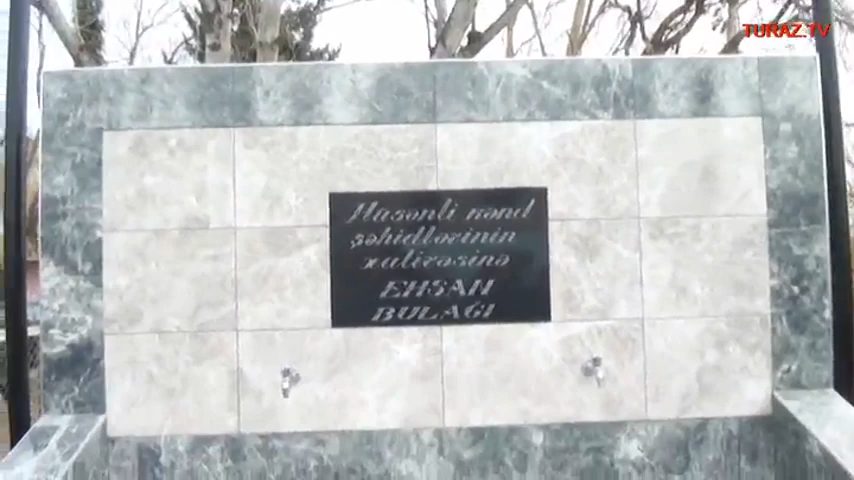 TURAZ.TV
Həsənli kənd
şəhidlərinin
xatirəsinə
EHSAN
BULAĞI